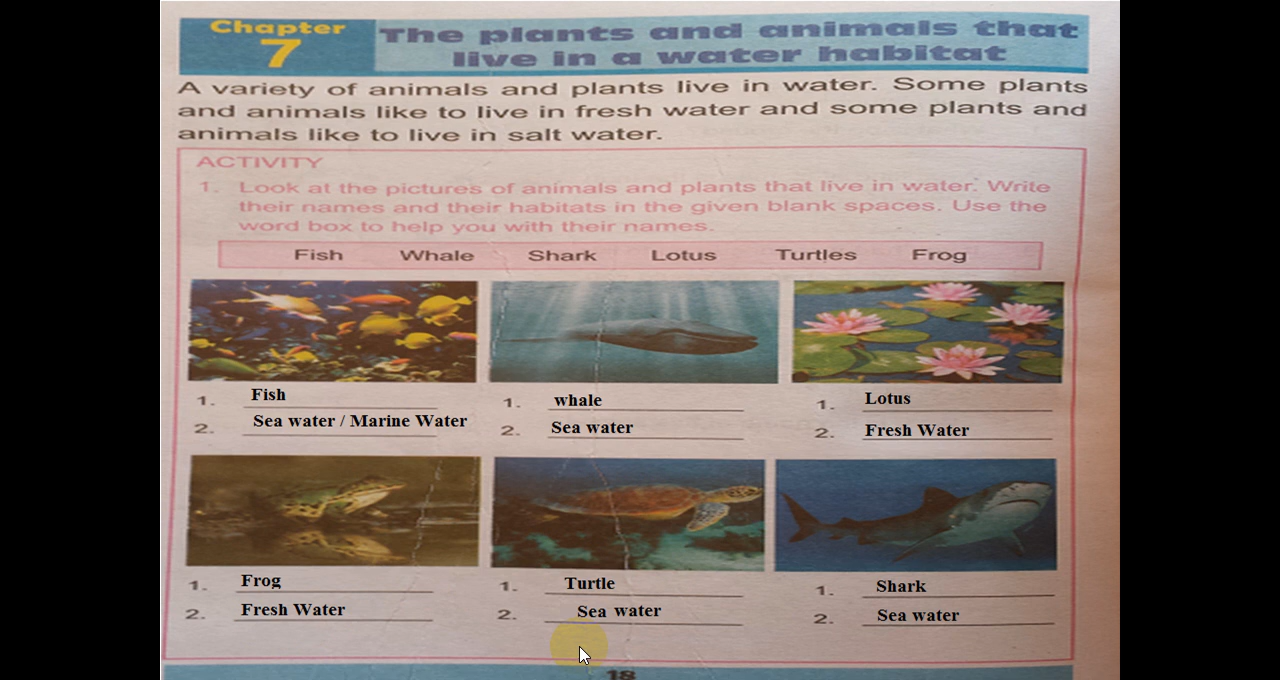 Chapter
7
The plants and animals that
live in a water habitat
A variety of animals and plants live in water. Some plants
and animals like to live in fresh water and some plants and
animals like to live in salt water.
ACTIVITY
1. Look at the pictures of animals and plants that live in water. Write
their names and their habitats in the given blank spaces. Use the
word box to help you with their names.
Fish Whale Shark Lotus Turtles Frog
1. Fish
2. Sea water / Marine Water
1. whale
2. Sea water
1. Lotus
2. Fresh Water
1. Frog
2. Fresh Water
1. Turtle
2. Sea water
1. Shark
2. Sea water
18